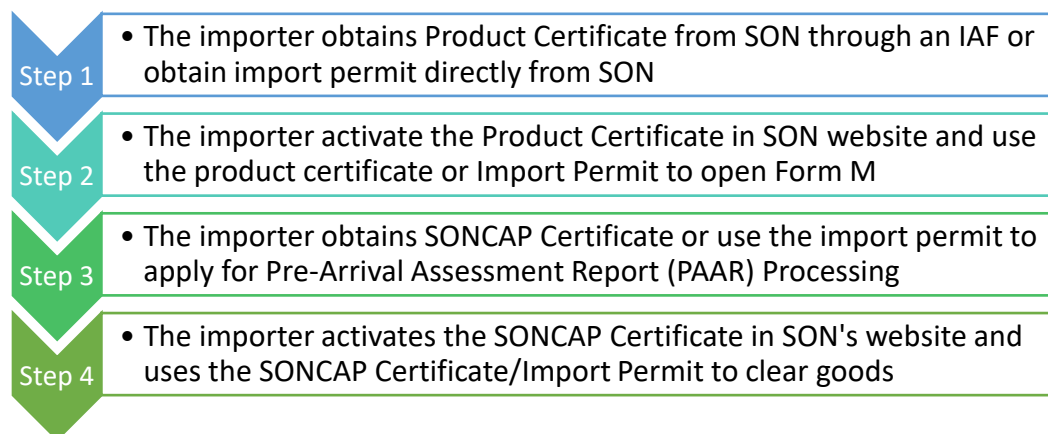 Step 1
• The importer obtains Product Certificate from SON through an IAF or
obtain import permit directly from SON
Step 2
• The importer activate the Product Certificate in SON website and use
the product certificate or Import Permit to open Form M
Step 3
• The importer obtains SONCAP Certificate or use the import permit to
apply for Pre-Arrival Assessment Report (PAAR) Processing
Step 4
• The importer activates the SONCAP Certificate in SON's website and
uses the SONCAP Certificate/Import Permit to clear goods